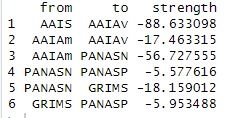 from to strength
1 AAIS AAIAv -88.633098
2 AAIAm AAIAv -17.463315
3 AAIAm PANASN -56.727555
4 PANASN PANASP -5.577616
5 PANASN GRIMS -18.159012
6 GRIMS PANASP -5.953488